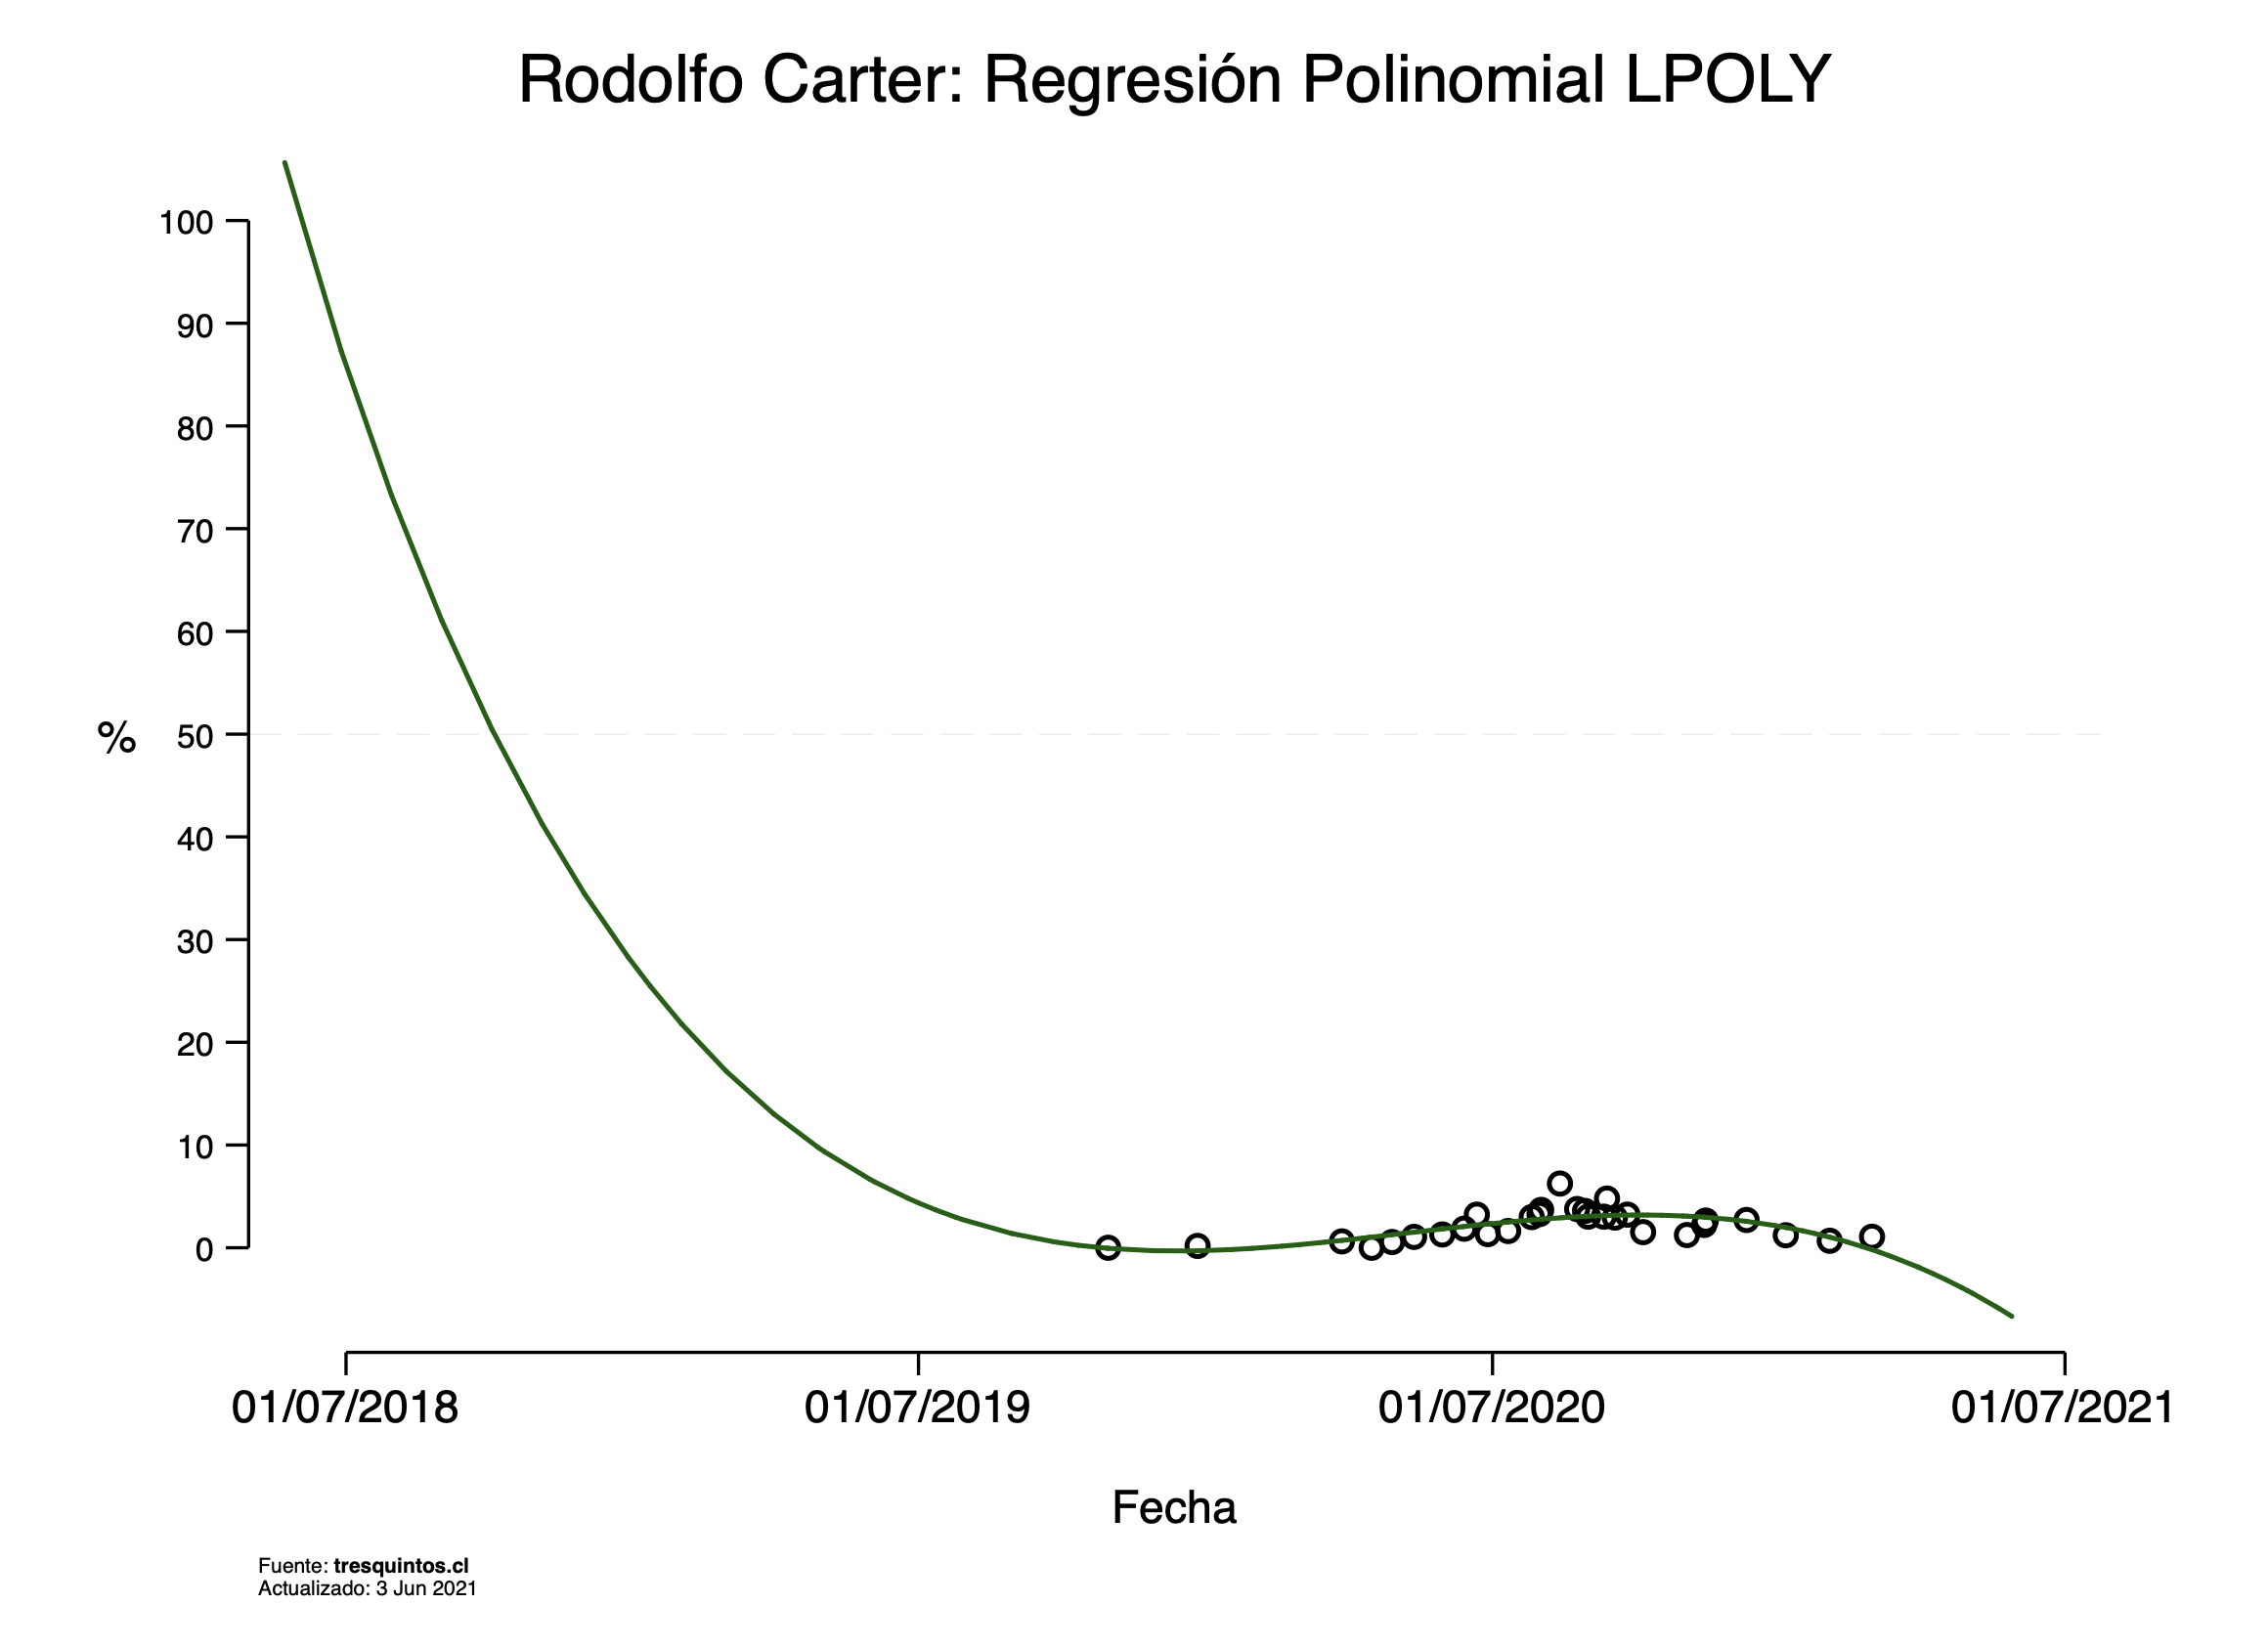 Rodolfo Carter: Regresión Polinomial LPOLY
100
90
80
70
60
% 50
40
30
20
10
0
01/07/2018 01/07/2019 01/07/2020 01/07/2021
Fecha
Fuente: tresquintos.cl
Actualizado: 3 Jun 2021